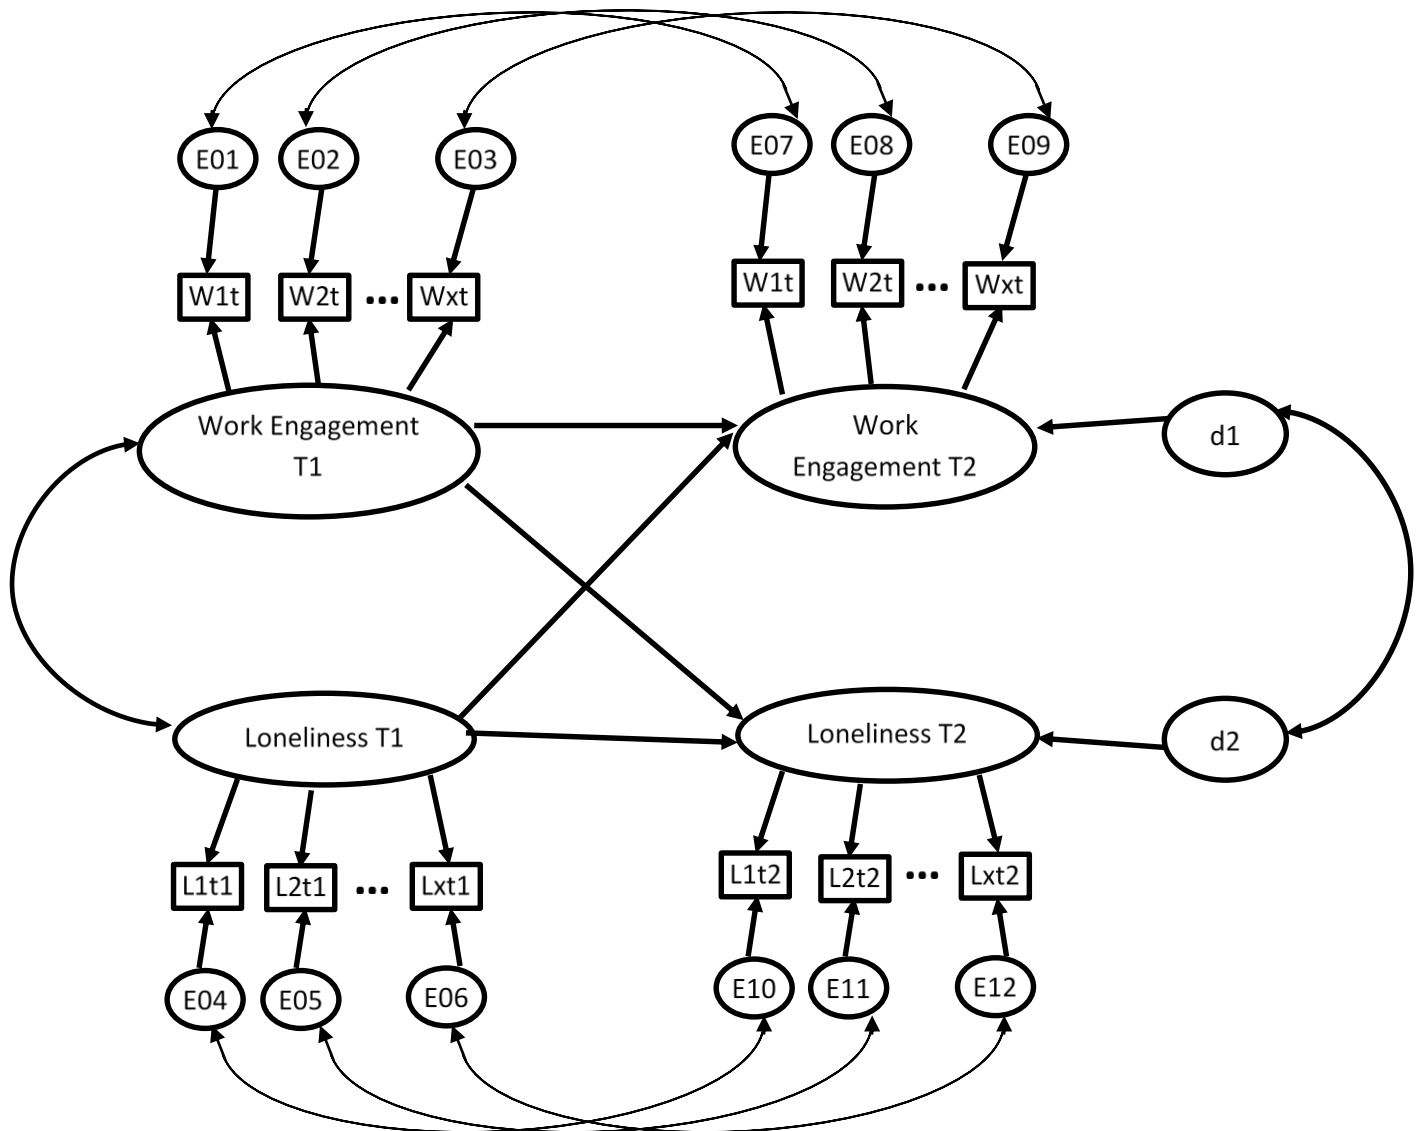 E01
E02
E03
E07
E08
E09
W1t
W2t
...
Wxt
W1t
W2t
...
Wxt
Work Engagement
T1
Work
Engagement T2
d1
Loneliness T1
Loneliness T2
d2
L1t1
L2t1
...
Lxt1
L1t2
L2t2
...
Lxt2
E04
E05
E06
E10
E11
E12